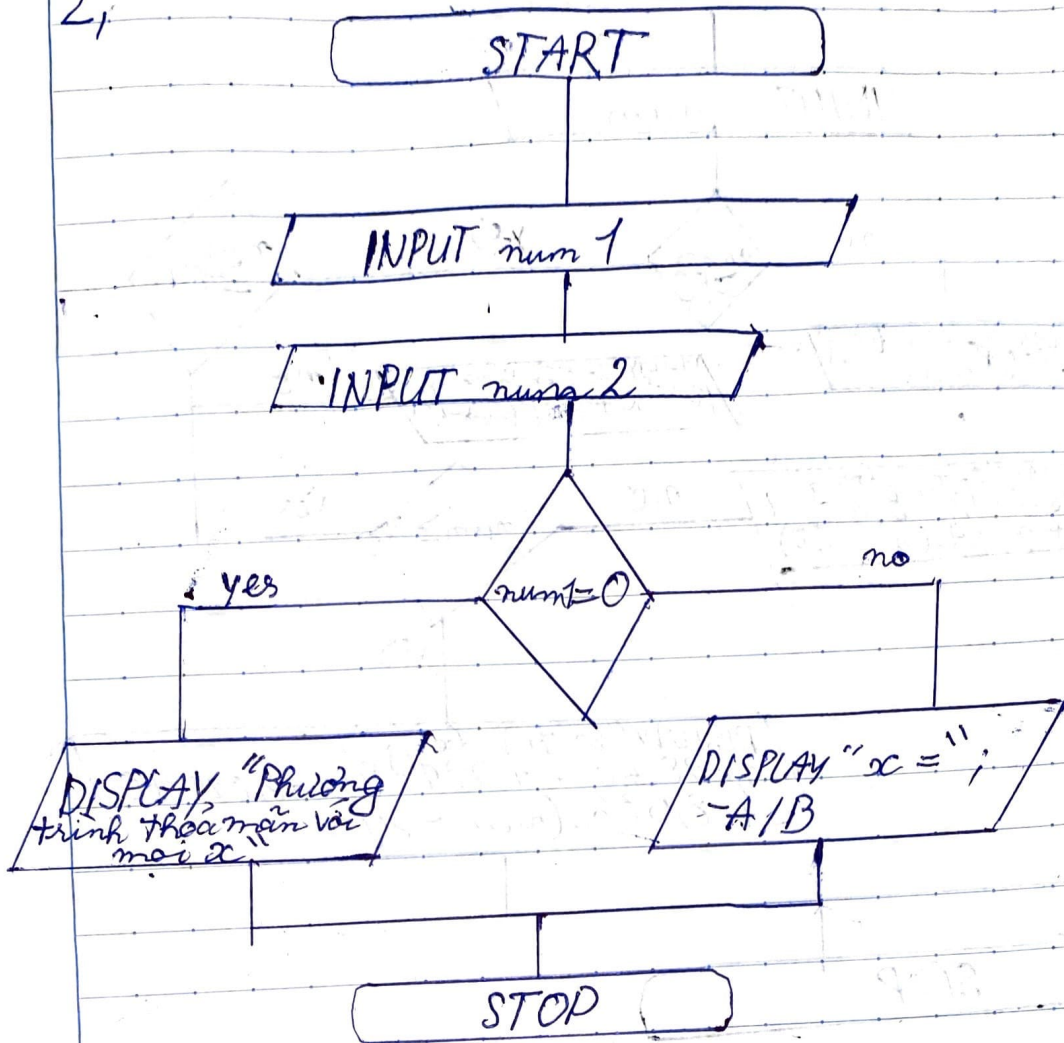 2,
START
INPUT num 1
INPUT num 2
yes
num1=0
no
DISPLAY "Phương
trình thỏa mãn với
mọi x"
DISPLAY "x =" ;
-A/B
STOP